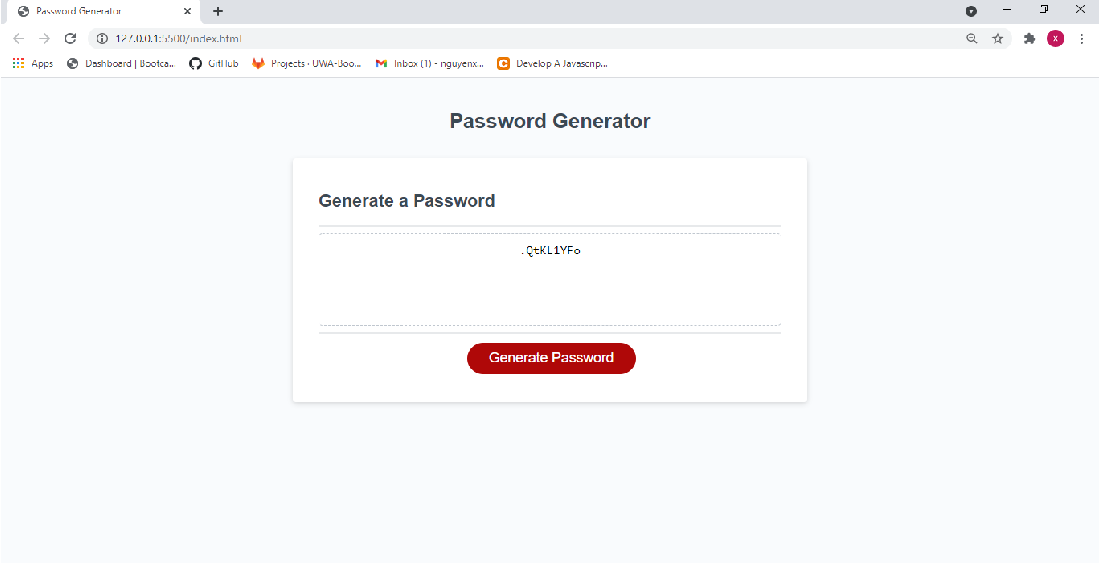 Password Generator
127.0.0.1:5500/index.html
X
Apps Dashboard | Bootca... GitHub Projects · UWA-Boo... Inbox (1) - nguyenx... Develop A Javascrip...
Password Generator
Generate a Password
.QtKL1YFo
Generate Password